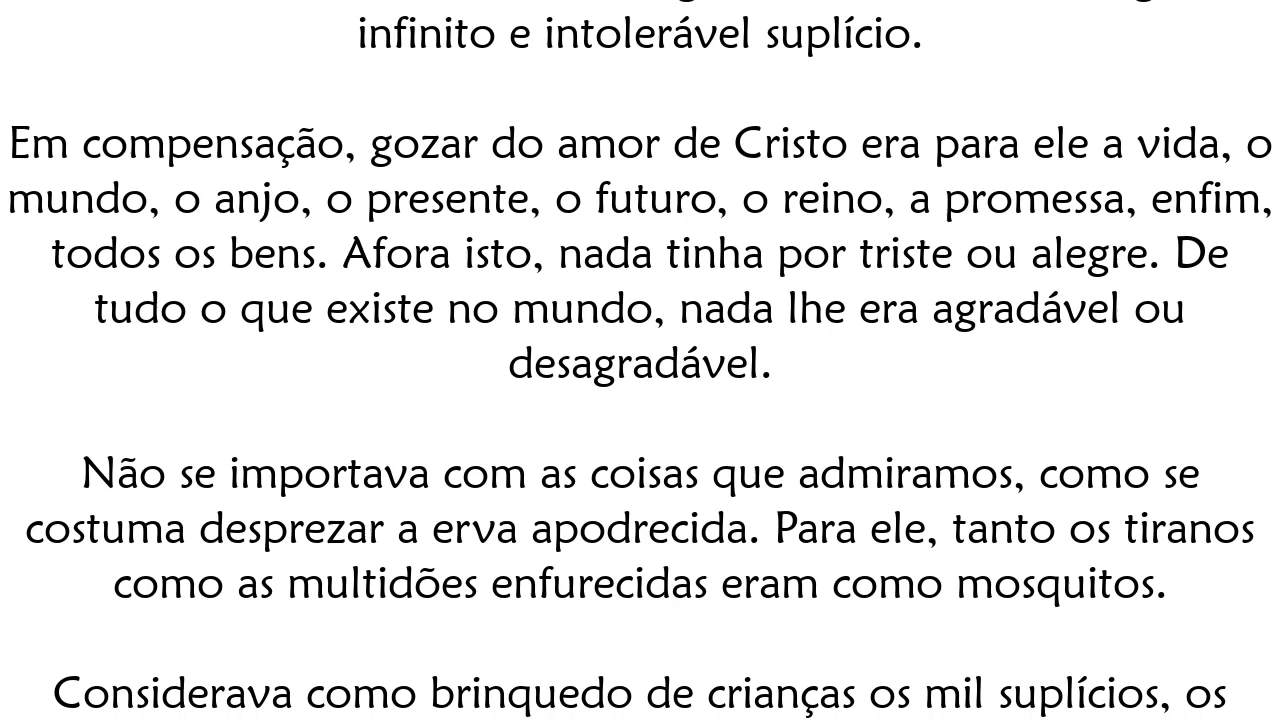 infinito e intolerável suplício.
Em compensação, gozar do amor de Cristo era para ele a vida, o
mundo, o anjo, o presente, o futuro, o reino, a promessa, enfim,
todos os bens. Afora isto, nada tinha por triste ou alegre. De
tudo o que existe no mundo, nada lhe era agradável ou
desagradável.
Não se importava com as coisas que admiramos, como se
costuma desprezar a erva apodrecida. Para ele, tanto os tiranos
como as multidões enfurecidas eram como mosquitos.
Considerava como brinquedo de crianças os mil suplícios, os